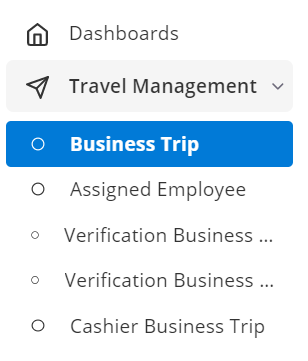 Dashboards
Travel Management
Business Trip
Assigned Employee
Verification Business ...
Verification Business ...
Cashier Business Trip